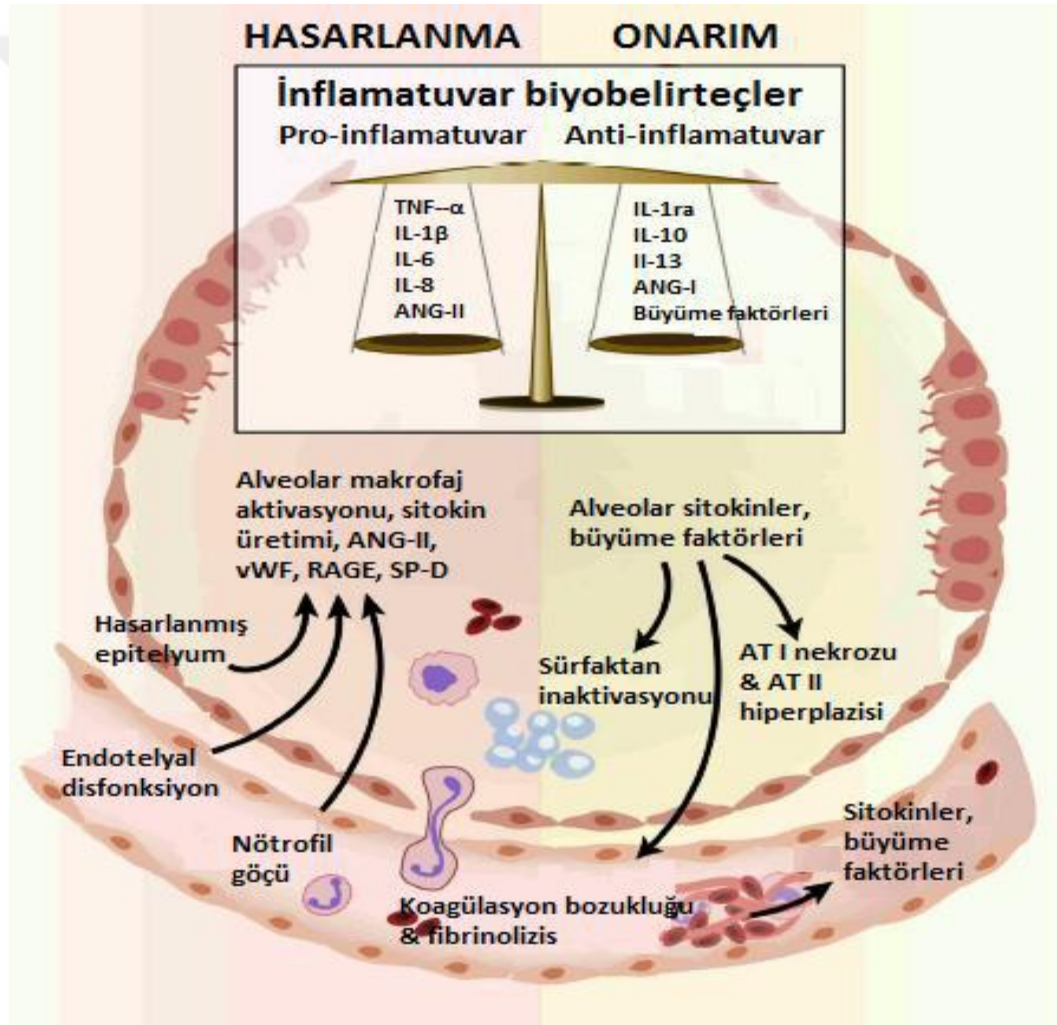 HASARLANMA ONARIM
İnflamatuvar biyobelirteçler
Pro-inflamatuvar Anti-inflamatuvar
TNF--α
IL-1β
IL-6
IL-8
ANG-II
IL-1ra
IL-10
Il-13
ANG-I
Büyüme faktörleri
Alveolar makrofaj
aktivasyonu, sitokin
üretimi, ANG-II,
vWF, RAGE, SP-D
Alveolar sitokinler,
büyüme faktörleri
Hasarlanmış
epitelyum
Sürfaktan
inaktivasyonu
AT I nekrozu
& AT II
hiperplazisi
Endotelyal
disfonksiyon
Nötrofil
göçü
Sitokinler,
büyüme
faktörleri
Koagülasyon bozukluğu
& fibrinolizis